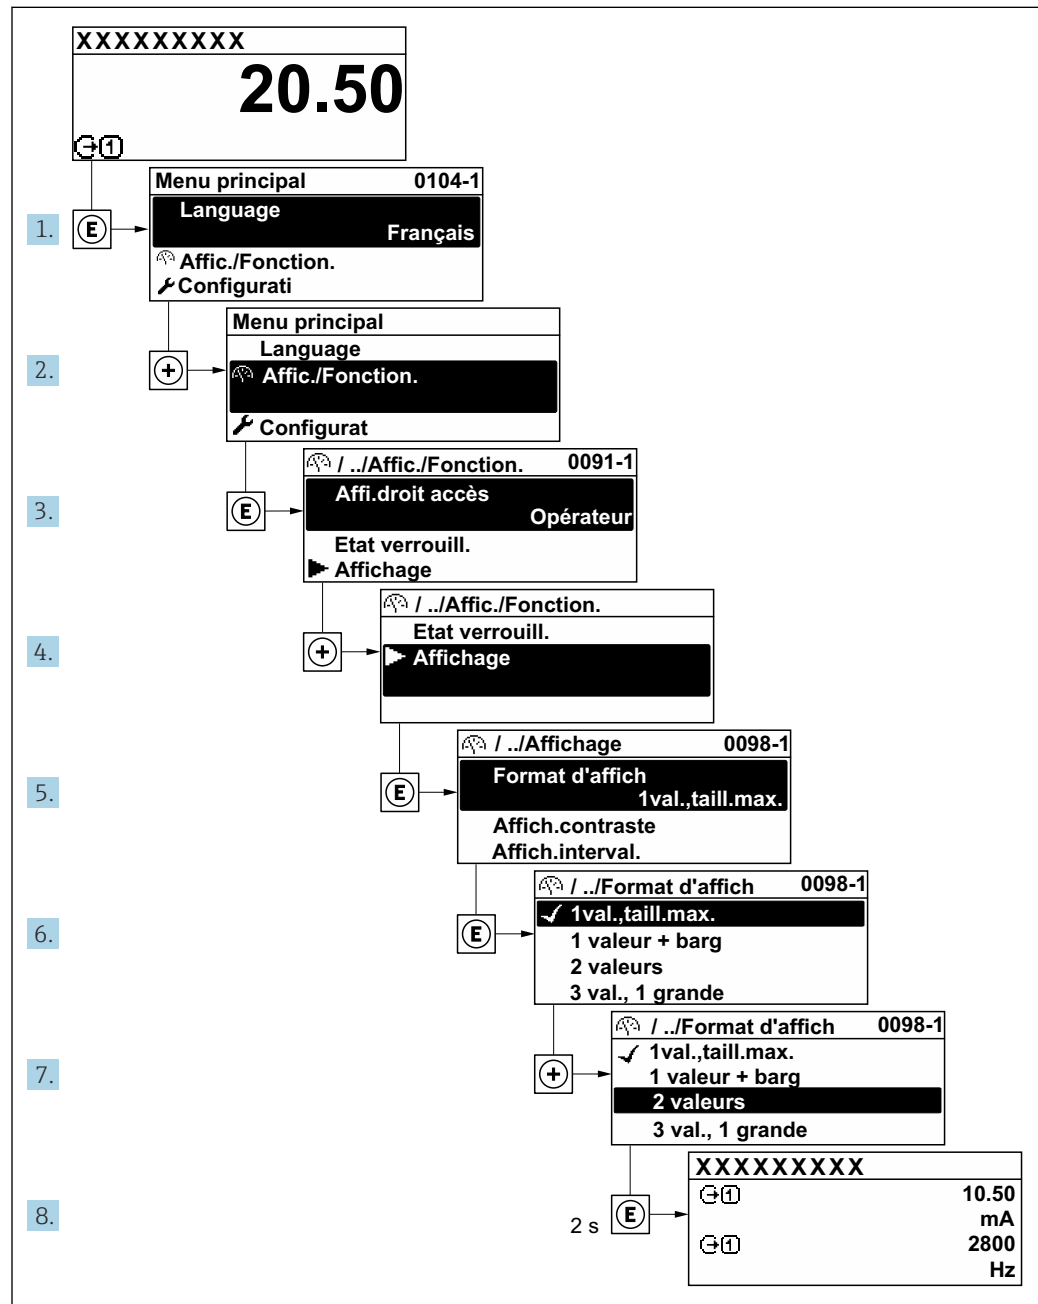 XXXXXXXXX
20.50
1
Menu principal 0104-1
Language
1. E Français
Affic./Fonction.
Configurati
Menu principal
Language
2. + Affic./Fonction.
Configurat
/ ../Affic./Fonction. 0091-1
Affi.droit accès
3. E Opérateur
Etat verrouill.
Affichage
/ ../Affic./Fonction.
Etat verrouill.
4. + Affichage
/ ../Affichage 0098-1
Format d'affich
5. E 1val.,taill.max.
Affich.contraste
Affich.interval.
/ ../Format d'affich 0098-1
1val.,taill.max.
6. E 1 valeur + barg
2 valeurs
3 val., 1 grande
/ ../Format d'affich 0098-1
1val.,taill.max.
7. + 1 valeur + barg
2 valeurs
3 val., 1 grande
XXXXXXXXX
1 10.50
8. 2 s E mA
1 2800
Hz